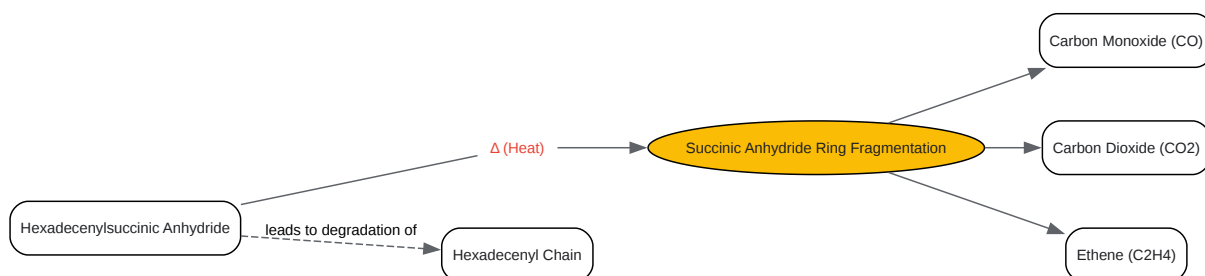 Carbon Monoxide (CO)
Δ (Heat)
Succinic Anhydride Ring Fragmentation
Carbon Dioxide (CO2)
Hexadecenylsuccinic Anhydride
leads to degradation of
Hexadecenyl Chain
Ethene (C2H4)